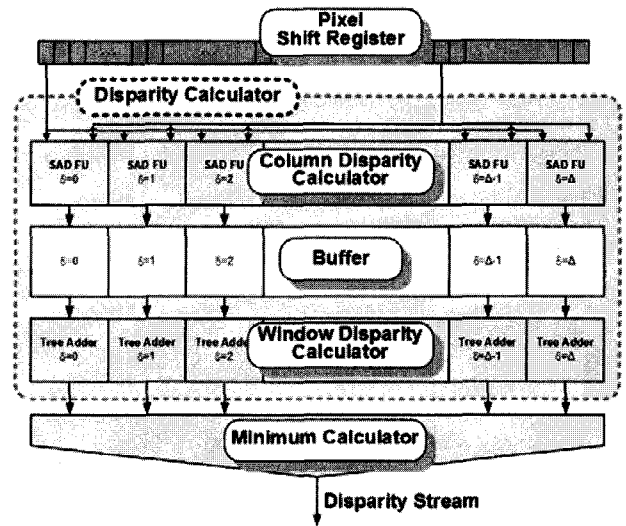 Pixel
Shift Register
Disparity Calculator
SAD FU SAD FU SAD FU Column Disparity Calculator SAD FU SAD FU
δ=0 δ=1 δ=2 δ=Δ-1 δ=Δ
δ=0 δ=1 δ=2 Buffer δ=Δ-1 δ=Δ
Tree Adder Tree Adder Tree Adder Window Disparity Calculator Tree Adder Tree Adder
δ=0 δ=1 δ=2 δ=Δ-1 δ=Δ
Minimum Calculator
Disparity Stream